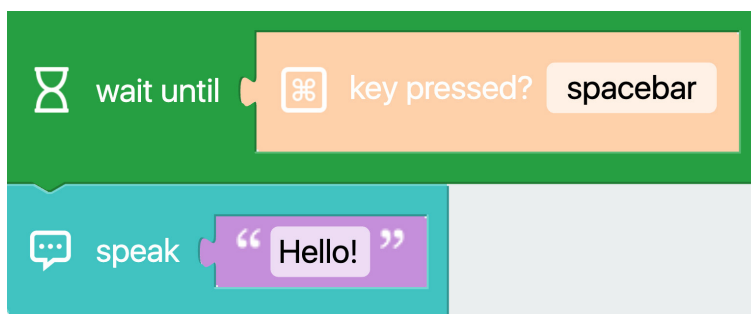 wait until ⌘ key pressed? spacebar
speak “ Hello! ”